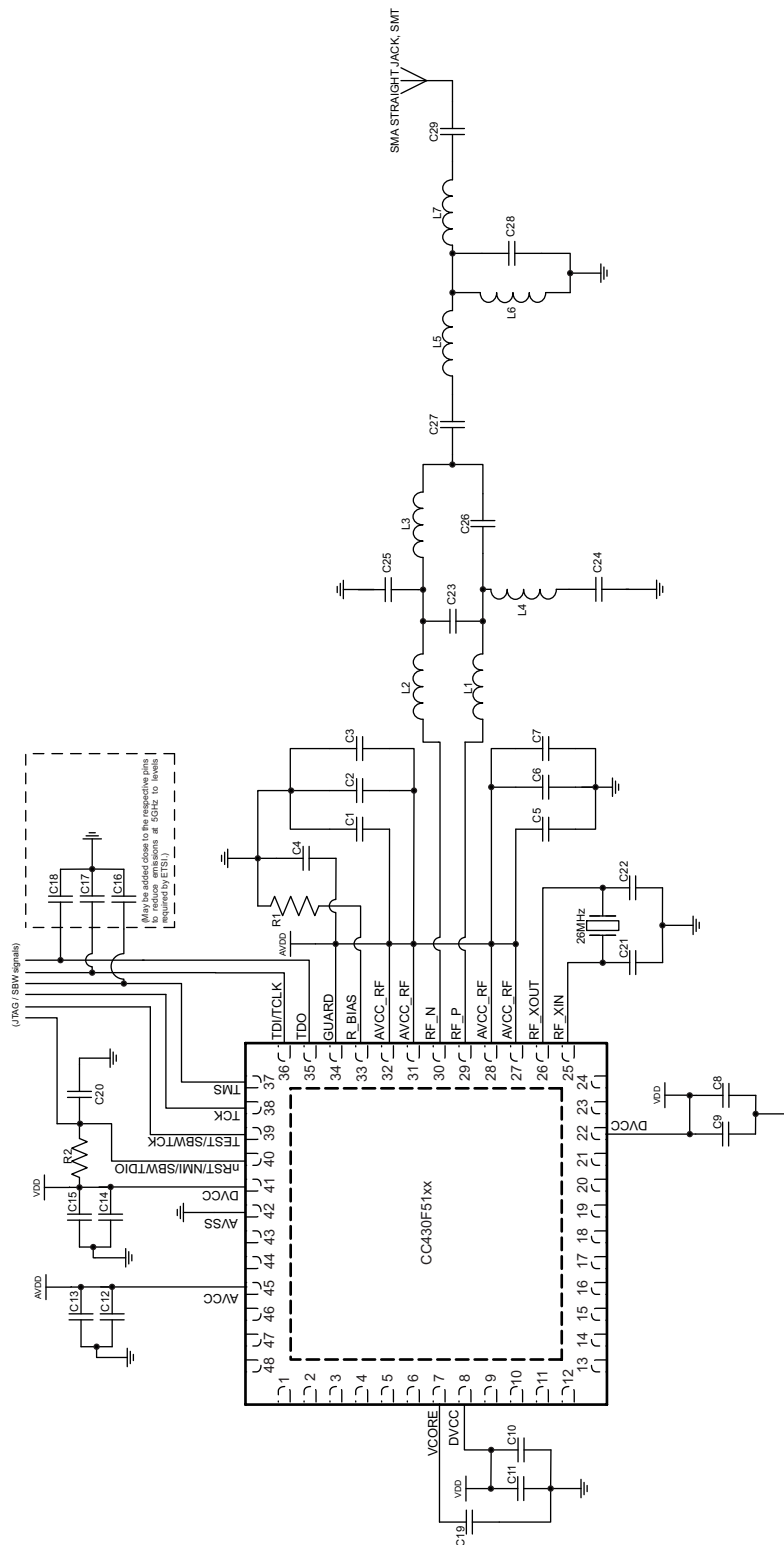 SMA STRAIGHT JACK, SMT
C29
L7
C28
L6
L5
C27
L3
C26
C25
C23
L4
C24
L2
L1
C3
C2
C1
C4
R1
AVDD
C7
C6
C5
C22
26MHz
C21
C18
C17
C16
(May be added close to the respective pins
to reduce emissions at 5GHz to levels
required by ETSI.)
(JTAG / SBW signals)
TDI/TCLK
TDO
GUARD
R_BIAS
AVCC_RF
AVCC_RF
RF_N
RF_P
AVCC_RF
AVCC_RF
RF_XOUT
RF_XIN
36
35
34
33
32
31
30
29
28
27
26
25
C20
R2
VDD
C15
C14
AVDD
C13
C12
TMS
TCK
TEST/SBWTCK
nRST/NMI/SBWTDIO
DVCC
AVSS
AVCC
37
38
39
40
41
42
43
44
45
46
47
48
CC430F51xx
24
23
22
21
20
19
18
17
16
15
14
13
DVCC
VDD
C8
C9
1
2
3
4
5
6
7
8
9
10
11
12
VCORE
DVCC
VDD
C10
C11
C19